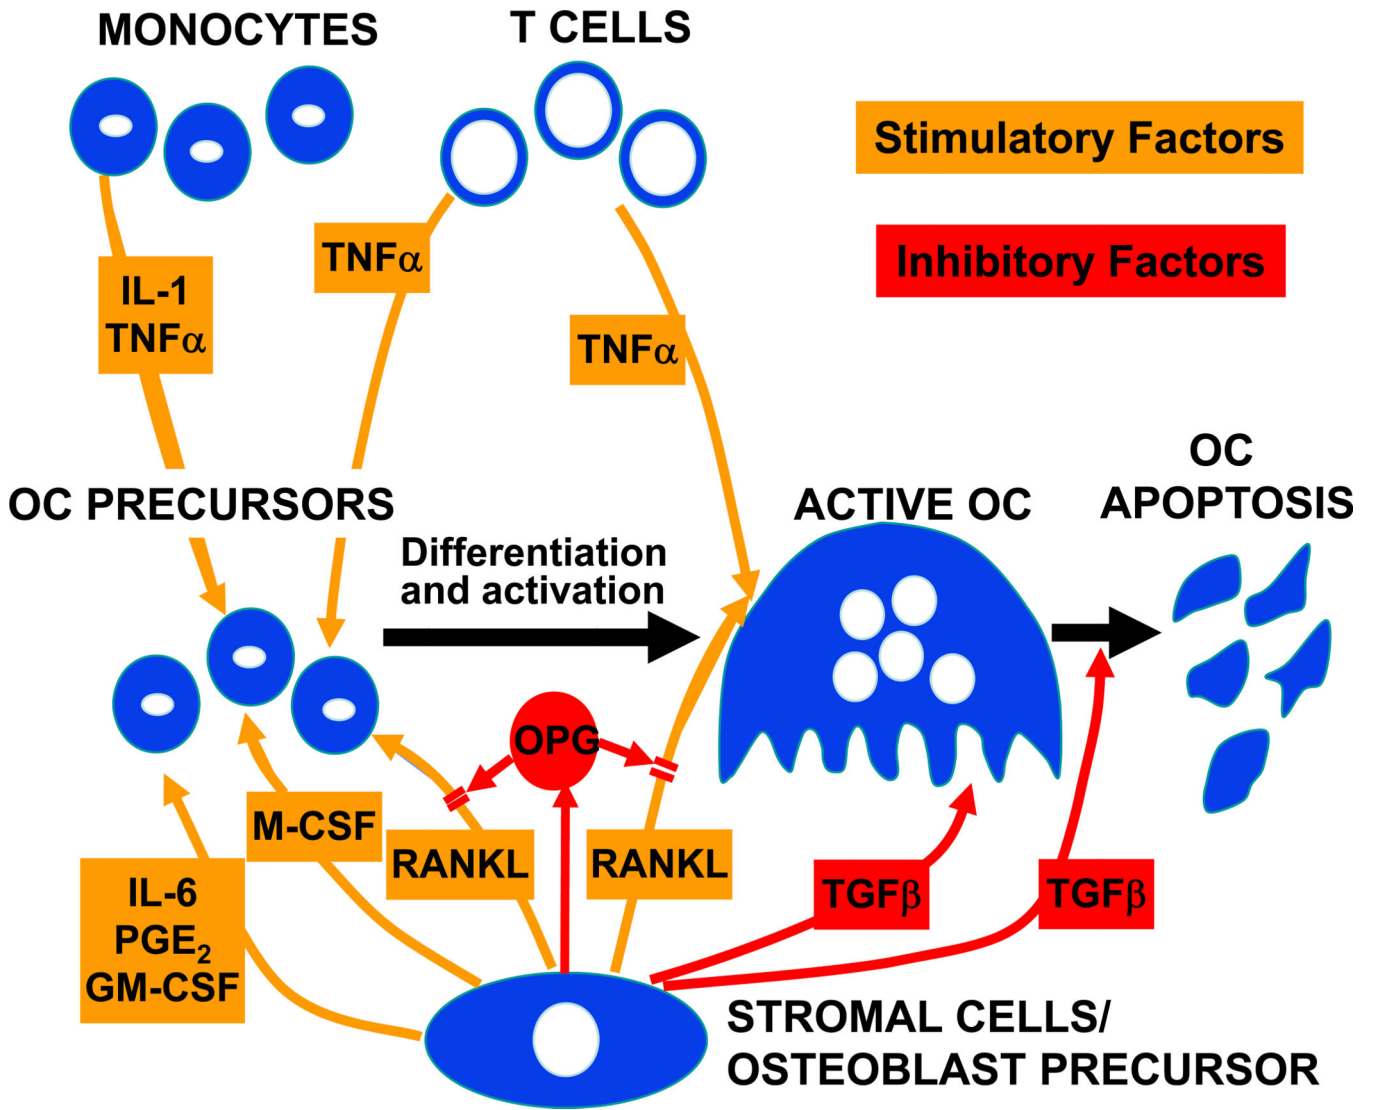 MONOCYTES
T CELLS
Stimulatory Factors
Inhibitory Factors
TNFα
IL-1
TNFα
TNFα
OC PRECURSORS
Differentiation
and activation
ACTIVE OC
OC
APOPTOSIS
OPG
M-CSF
RANKL
RANKL
IL-6
PGE₂
GM-CSF
TGFβ
TGFβ
STROMAL CELLS/
OSTEOBLAST PRECURSOR